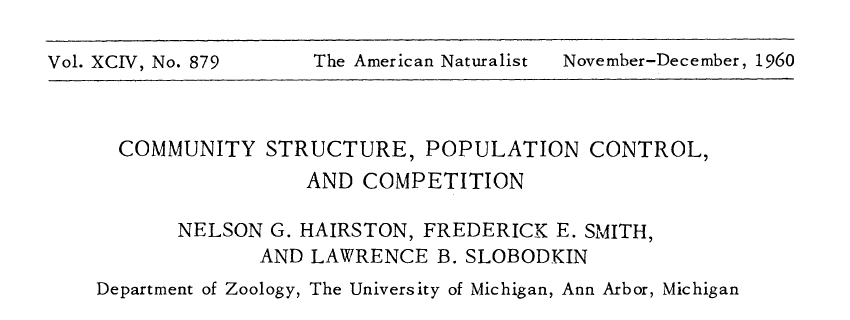 Vol. XCIV, No. 879 The American Naturalist November–December, 1960
COMMUNITY STRUCTURE, POPULATION CONTROL,
AND COMPETITION
NELSON G. HAIRSTON, FREDERICK E. SMITH,
AND LAWRENCE B. SLOBODKIN
Department of Zoology, The University of Michigan, Ann Arbor, Michigan